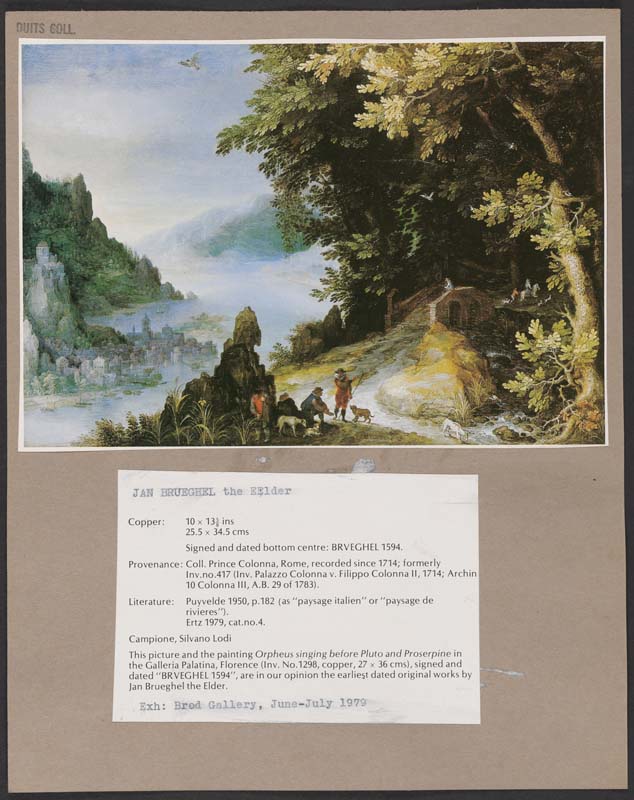 DUITS COLL.
JAN BRUEGHEL the Elder
Copper: 10 × 13¾ ins
25.5 × 34.5 cms
Signed and dated bottom centre: BRVEGHEL 1594.
Provenance: Coll. Prince Colonna, Rome, recorded since 1714; formerly
Inv.no.417 (Inv. Palazzo Colonna v. Filippo Colonna II, 1714; Archin
10 Colonna III, A.B. 29 of 1783).
Literature: Puyvelde 1950, p.182 (as "paysage italien" or "paysage de
rivieres").
Ertz 1979, cat.no.4.
Campione, Silvano Lodi
This picture and the painting Orpheus singing before Pluto and Proserpine in
the Galleria Palatina, Florence (Inv. No.1298, copper, 27 × 36 cms), signed and
dated "BRVEGHEL 1594", are in our opinion the earliest dated original works by
Jan Brueghel the Elder.
Exh: Brod Gallery, June-July 1979